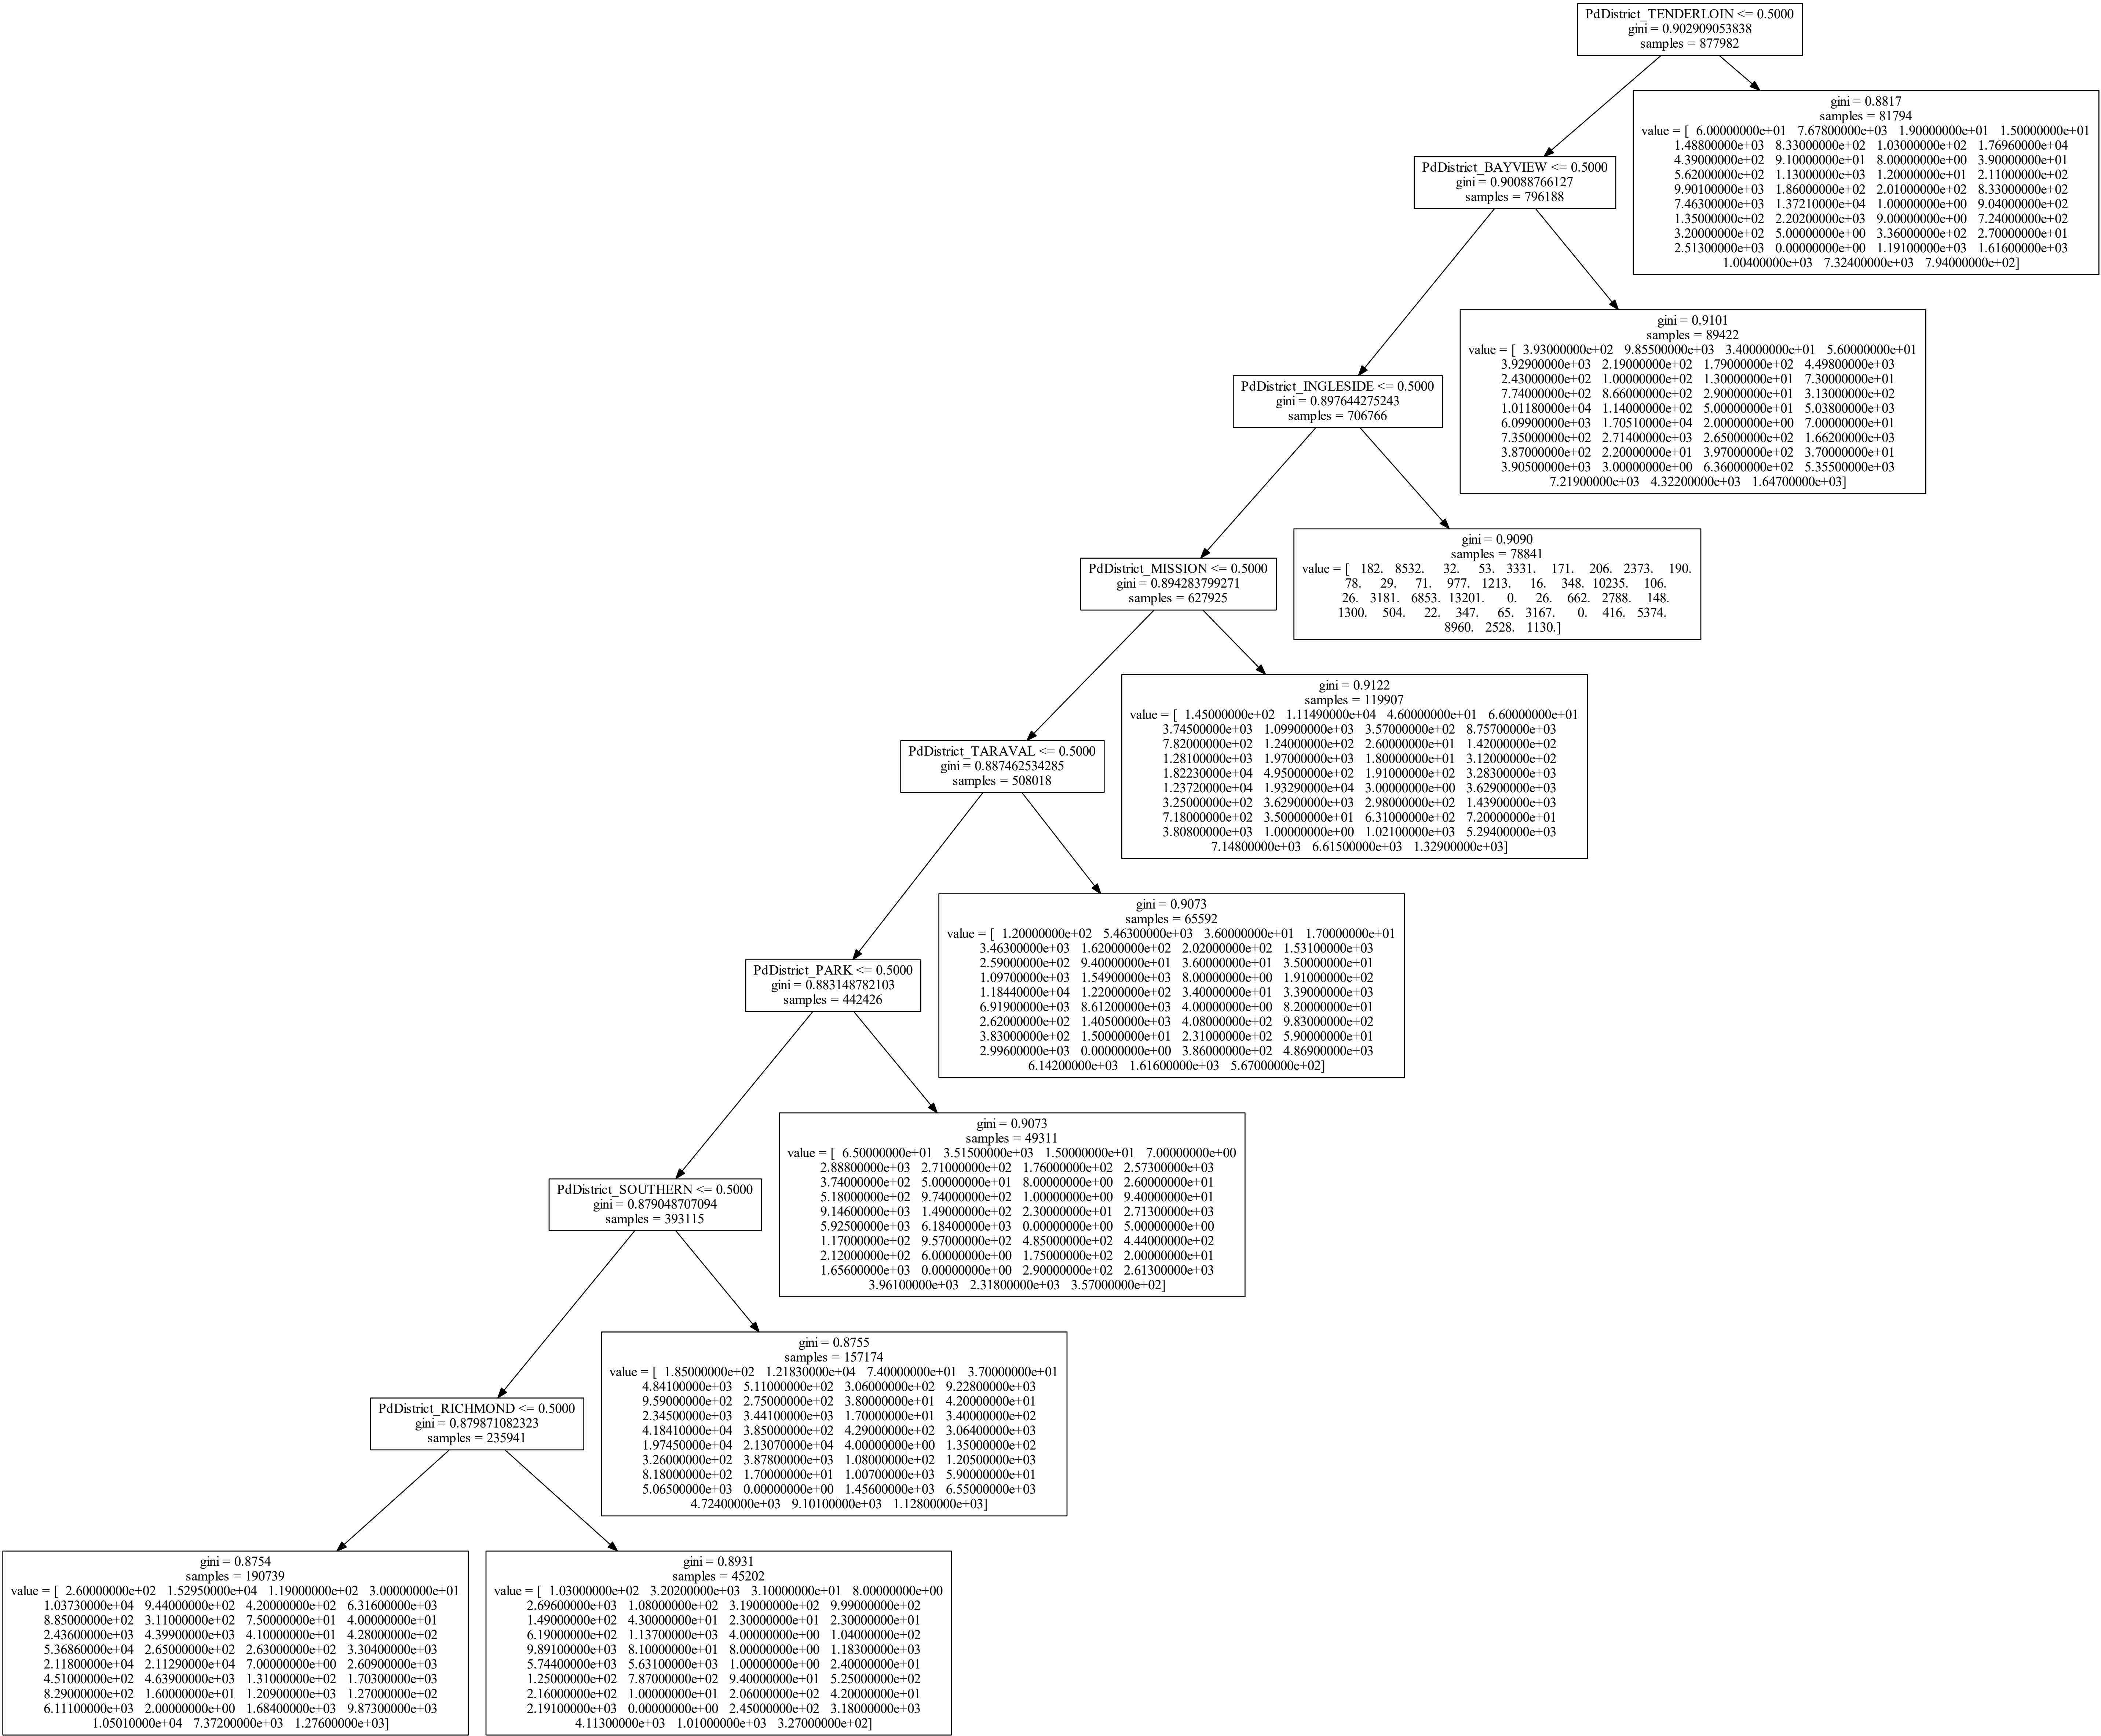 PdDistrict_TENDERLOIN <= 0.5000
gini = 0.902909053838
samples = 877982
gini = 0.8817
samples = 81794
value = [ 6.00000000e+01 7.67800000e+03 1.90000000e+01 1.50000000e+01
1.48800000e+03 8.33000000e+02 1.03000000e+02 1.76960000e+04
4.39000000e+02 9.10000000e+01 8.00000000e+00 3.90000000e+01
5.62000000e+02 1.13000000e+03 1.20000000e+01 2.11000000e+02
9.90100000e+03 1.86000000e+02 2.01000000e+02 8.33000000e+02
7.46300000e+03 1.37210000e+04 1.00000000e+00 9.04000000e+02
1.35000000e+02 2.20200000e+03 9.00000000e+00 7.24000000e+02
3.20000000e+02 5.00000000e+00 3.36000000e+02 2.70000000e+01
2.51300000e+03 0.00000000e+00 1.19100000e+03 1.61600000e+03
1.00400000e+03 7.32400000e+03 7.94000000e+02]
PdDistrict_BAYVIEW <= 0.5000
gini = 0.90088766127
samples = 796188
gini = 0.9101
samples = 89422
value = [ 3.93000000e+02 9.85500000e+03 3.40000000e+01 5.60000000e+01
3.92900000e+03 2.19000000e+02 1.79000000e+02 4.49800000e+03
2.43000000e+02 1.00000000e+02 1.30000000e+01 7.30000000e+01
7.74000000e+02 8.66000000e+02 2.90000000e+01 3.13000000e+02
1.01180000e+04 1.14000000e+02 5.00000000e+01 5.03800000e+03
6.09900000e+03 1.70510000e+04 2.00000000e+00 7.00000000e+01
7.35000000e+02 2.71400000e+03 2.65000000e+02 1.66200000e+03
3.87000000e+02 2.20000000e+01 3.97000000e+02 3.70000000e+01
3.90500000e+03 3.00000000e+00 6.36000000e+02 5.35500000e+03
7.21900000e+03 4.32200000e+03 1.64700000e+03]
PdDistrict_INGLESIDE <= 0.5000
gini = 0.897644275243
samples = 706766
gini = 0.9090
samples = 78841
value = [ 182. 8532. 32. 53. 3331. 171. 206. 2373. 190.
78. 29. 71. 977. 1213. 16. 348. 10235. 106.
26. 3181. 6853. 13201. 0. 26. 662. 2788. 148.
1300. 504. 22. 347. 65. 3167. 0. 416. 5374.
8960. 2528. 1130.]
PdDistrict_MISSION <= 0.5000
gini = 0.894283799271
samples = 627925
gini = 0.9122
samples = 119907
value = [ 1.45000000e+02 1.11490000e+04 4.60000000e+01 6.60000000e+01
3.74500000e+03 1.09900000e+03 3.57000000e+02 8.75700000e+03
7.82000000e+02 1.24000000e+02 2.60000000e+01 1.42000000e+02
1.28100000e+03 1.97000000e+03 1.80000000e+01 3.12000000e+02
1.82230000e+04 4.95000000e+02 1.91000000e+02 3.28300000e+03
1.23720000e+04 1.93290000e+04 3.00000000e+00 3.62900000e+03
3.25000000e+02 3.62900000e+03 2.98000000e+02 1.43900000e+03
7.18000000e+02 3.50000000e+01 6.31000000e+02 7.20000000e+01
3.80800000e+03 1.00000000e+00 1.02100000e+03 5.29400000e+03
7.14800000e+03 6.61500000e+03 1.32900000e+03]
PdDistrict_TARAVAL <= 0.5000
gini = 0.887462534285
samples = 508018
gini = 0.9073
samples = 65592
value = [ 1.20000000e+02 5.46300000e+03 3.60000000e+01 1.70000000e+01
3.46300000e+03 1.62000000e+02 2.02000000e+02 1.53100000e+03
2.59000000e+02 9.40000000e+01 3.60000000e+01 3.50000000e+01
1.09700000e+03 1.54900000e+03 8.00000000e+00 1.91000000e+02
1.18440000e+04 1.22000000e+02 3.40000000e+01 3.39000000e+03
6.91900000e+03 8.61200000e+03 4.00000000e+00 8.20000000e+01
2.62000000e+02 1.40500000e+03 4.08000000e+02 9.83000000e+02
3.83000000e+02 1.50000000e+01 2.31000000e+02 5.90000000e+01
2.99600000e+03 0.00000000e+00 3.86000000e+02 4.86900000e+03
6.14200000e+03 1.61600000e+03 5.67000000e+02]
PdDistrict_PARK <= 0.5000
gini = 0.883148782103
samples = 442426
gini = 0.9073
samples = 49311
value = [ 6.50000000e+01 3.51500000e+03 1.50000000e+01 7.00000000e+00
2.88800000e+03 2.71000000e+02 1.76000000e+02 2.57300000e+03
3.74000000e+02 5.00000000e+01 8.00000000e+00 2.60000000e+01
5.18000000e+02 9.74000000e+02 1.00000000e+00 9.40000000e+01
9.14600000e+03 1.49000000e+02 2.30000000e+01 2.71300000e+03
5.92500000e+03 6.18400000e+03 0.00000000e+00 5.00000000e+00
1.17000000e+02 9.57000000e+02 4.85000000e+02 4.44000000e+02
2.12000000e+02 6.00000000e+00 1.75000000e+02 2.00000000e+01
1.65600000e+03 0.00000000e+00 2.90000000e+02 2.61300000e+03
3.96100000e+03 2.31800000e+03 3.57000000e+02]
PdDistrict_SOUTHERN <= 0.5000
gini = 0.879048707094
samples = 393115
gini = 0.8755
samples = 157174
value = [ 1.85000000e+02 1.21830000e+04 7.40000000e+01 3.70000000e+01
4.84100000e+03 5.11000000e+02 3.06000000e+02 9.22800000e+03
9.59000000e+02 2.75000000e+02 3.80000000e+01 4.20000000e+01
2.34500000e+03 3.44100000e+03 1.70000000e+01 3.40000000e+02
4.18410000e+04 3.85000000e+02 4.29000000e+02 3.06400000e+03
1.97450000e+04 2.13070000e+04 4.00000000e+00 1.35000000e+02
3.26000000e+02 3.87800000e+03 1.08000000e+02 1.20500000e+03
8.18000000e+02 1.70000000e+01 1.00700000e+03 5.90000000e+01
5.06500000e+03 0.00000000e+00 1.45600000e+03 6.55000000e+03
4.72400000e+03 9.10100000e+03 1.12800000e+03]
PdDistrict_RICHMOND <= 0.5000
gini = 0.879871082323
samples = 235941
gini = 0.8754
samples = 190739
value = [ 2.60000000e+02 1.52950000e+04 1.19000000e+02 3.00000000e+01
1.03730000e+04 9.44000000e+02 4.20000000e+02 6.31600000e+03
8.85000000e+02 3.11000000e+02 7.50000000e+01 4.00000000e+01
2.43600000e+03 4.39900000e+03 4.10000000e+01 4.28000000e+02
5.36860000e+04 2.65000000e+02 2.63000000e+02 3.30400000e+03
2.11800000e+04 2.11290000e+04 7.00000000e+00 2.60900000e+03
4.51000000e+02 4.63900000e+03 1.31000000e+02 1.70300000e+03
8.29000000e+02 1.60000000e+01 1.20900000e+03 1.27000000e+02
6.11100000e+03 2.00000000e+00 1.68400000e+03 9.87300000e+03
1.05010000e+04 7.37200000e+03 1.27600000e+03]
gini = 0.8931
samples = 45202
value = [ 1.03000000e+02 3.20200000e+03 3.10000000e+01 8.00000000e+00
2.69600000e+03 1.08000000e+02 3.19000000e+02 9.99000000e+02
1.49000000e+02 4.30000000e+01 2.30000000e+01 2.30000000e+01
6.19000000e+02 1.13700000e+03 4.00000000e+00 1.04000000e+02
9.89100000e+03 8.10000000e+01 8.00000000e+00 1.18300000e+03
5.74400000e+03 5.63100000e+03 1.00000000e+00 2.40000000e+01
1.25000000e+02 7.87000000e+02 9.40000000e+01 5.25000000e+02
2.16000000e+02 1.00000000e+01 2.06000000e+02 4.20000000e+01
2.19100000e+03 0.00000000e+00 2.45000000e+02 3.18000000e+03
4.11300000e+03 1.01000000e+03 3.27000000e+02]